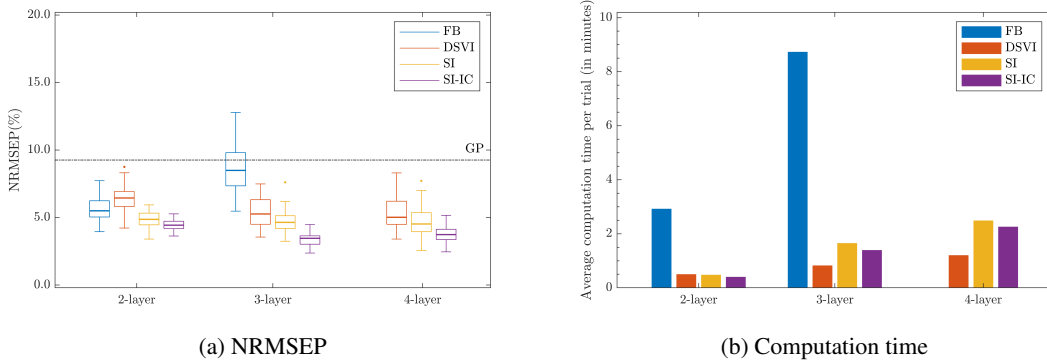 20.0
15.0
10.0
5.0
0.0
NRMSEP(%)
FB
DSVI
SI
SI-IC
GP
2-layer
3-layer
4-layer
(a) NRMSEP
10
8
6
4
2
0
Average computation time per trial (in minutes)
FB
DSVI
SI
SI-IC
2-layer
3-layer
4-layer
(b) Computation time